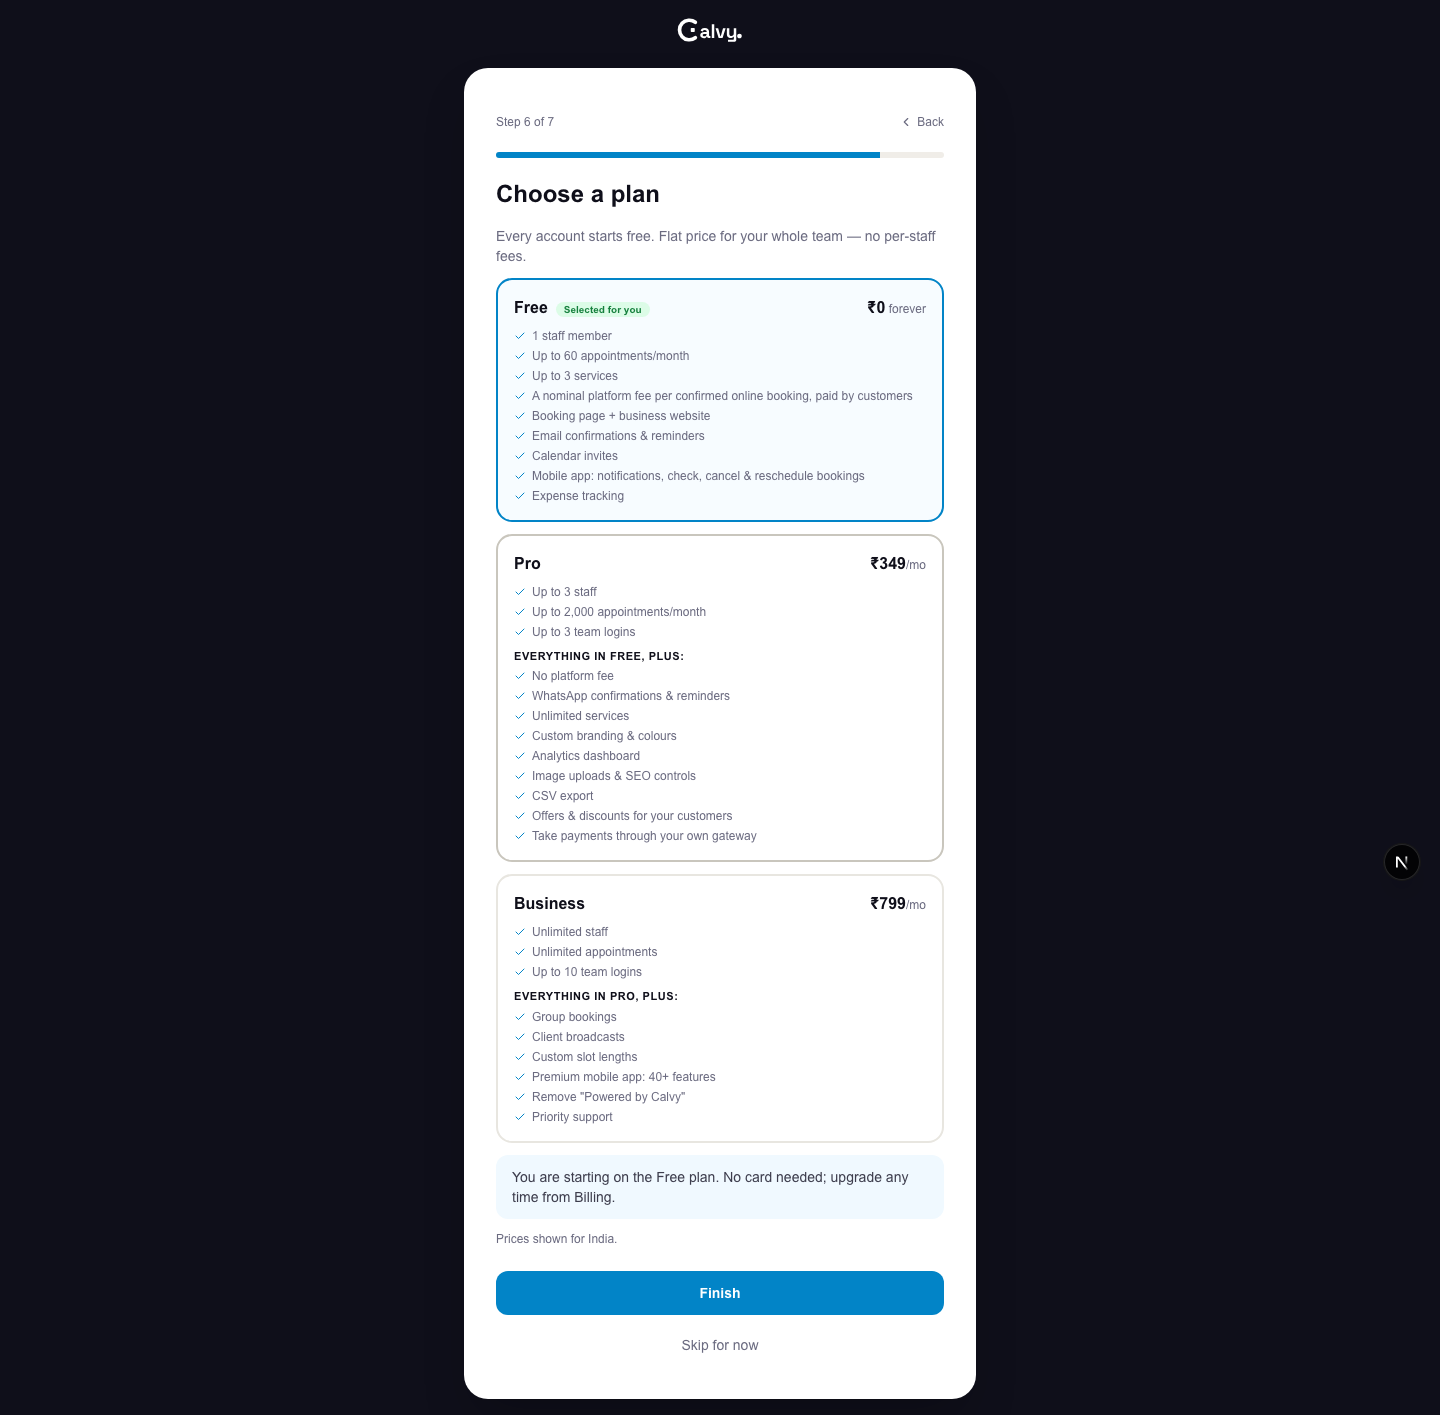 Calvy.
Step 6 of 7
Back
Choose a plan
Every account starts free. Flat price for your whole team — no per-staff
fees.
Free Selected for you ₹0 forever
1 staff member
Up to 60 appointments/month
Up to 3 services
A nominal platform fee per confirmed online booking, paid by customers
Booking page + business website
Email confirmations & reminders
Calendar invites
Mobile app: notifications, check, cancel & reschedule bookings
Expense tracking
Pro ₹349/mo
Up to 3 staff
Up to 2,000 appointments/month
Up to 3 team logins
EVERYTHING IN FREE, PLUS:
No platform fee
WhatsApp confirmations & reminders
Unlimited services
Custom branding & colours
Analytics dashboard
Image uploads & SEO controls
CSV export
Offers & discounts for your customers
Take payments through your own gateway
N
Business ₹799/mo
Unlimited staff
Unlimited appointments
Up to 10 team logins
EVERYTHING IN PRO, PLUS:
Group bookings
Client broadcasts
Custom slot lengths
Premium mobile app: 40+ features
Remove "Powered by Calvy"
Priority support
You are starting on the Free plan. No card needed; upgrade any
time from Billing.
Prices shown for India.
Finish
Skip for now